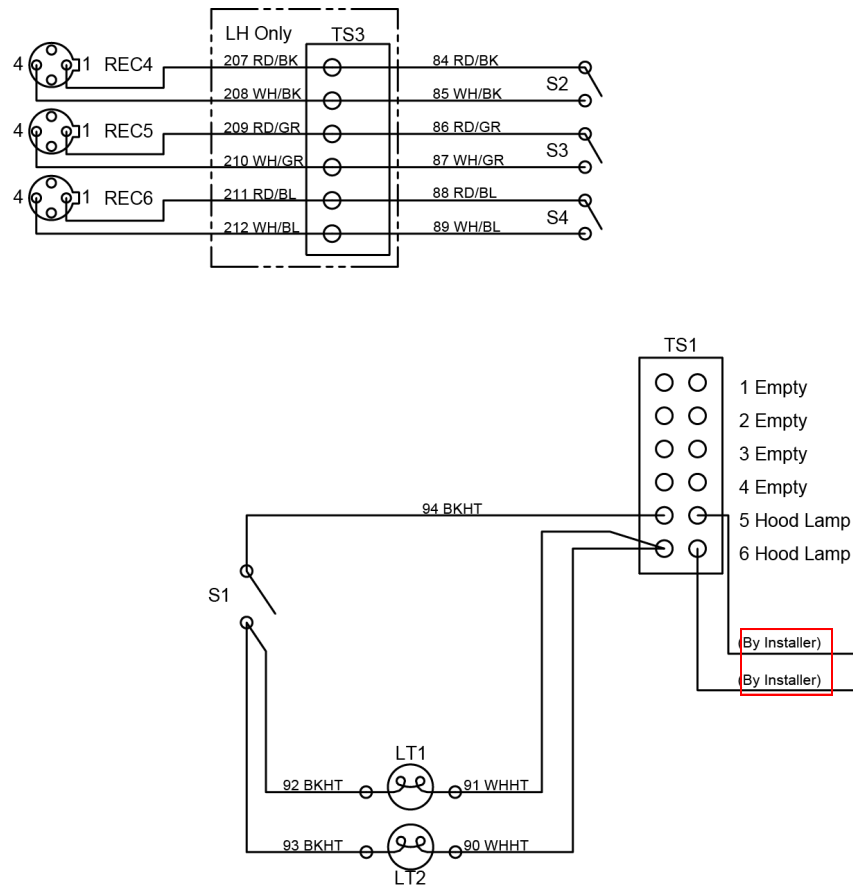 LH Only
TS3
4 1 REC4
207 RD/BK
84 RD/BK
S2
208 WH/BK
85 WH/BK
4 1 REC5
209 RD/GR
86 RD/GR
S3
210 WH/GR
87 WH/GR
4 1 REC6
211 RD/BL
88 RD/BL
S4
212 WH/BL
89 WH/BL
TS1
1 Empty
2 Empty
3 Empty
4 Empty
94 BKHT
5 Hood Lamp
6 Hood Lamp
S1
(By Installer)
(By Installer)
LT1
92 BKHT
91 WHHT
93 BKHT
90 WHHT
LT2